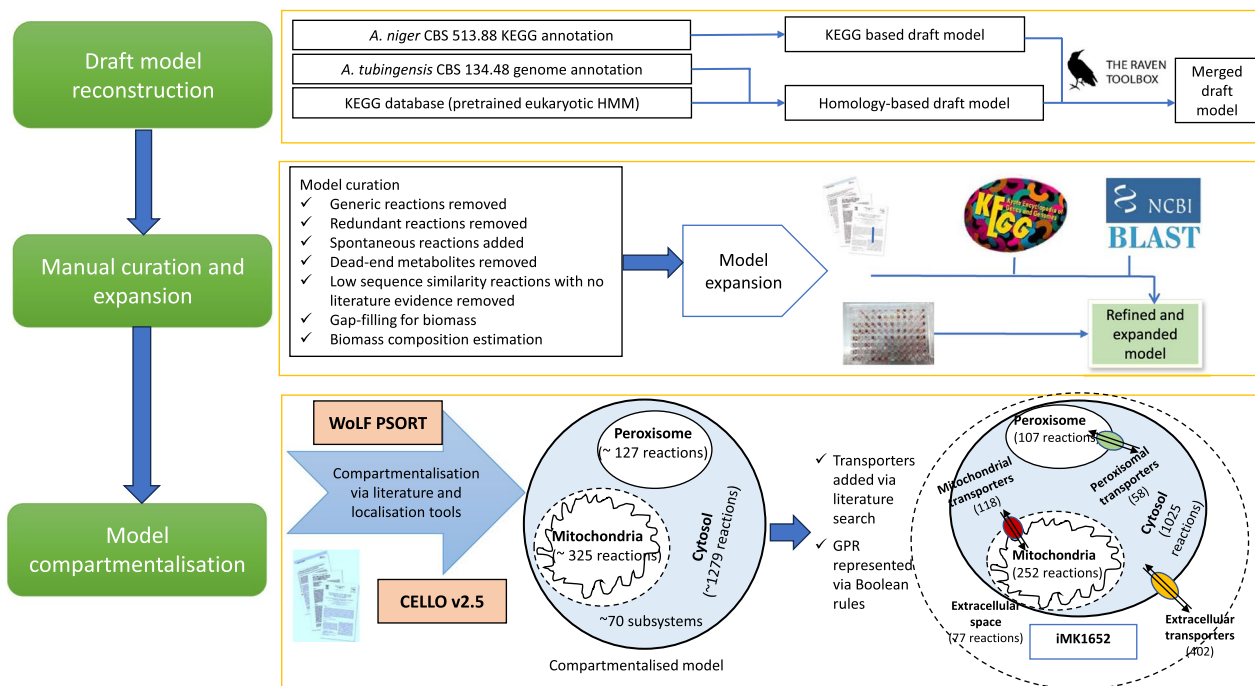 Draft model
reconstruction
A. niger CBS 513.88 KEGG annotation
A. tubingensis CBS 134.48 genome annotation
KEGG database (pretrained eukaryotic HMM)
KEGG based draft model
Homology-based draft model
THE RAVEN
TOOLBOX
Merged
draft
model
Manual curation and
expansion
Model curation
✓ Generic reactions removed
✓ Redundant reactions removed
✓ Spontaneous reactions added
✓ Dead-end metabolites removed
✓ Low sequence similarity reactions with no
literature evidence removed
✓ Gap-filling for biomass
✓ Biomass composition estimation
Model
expansion
KEGG
Kyoto Encyclopedia of
Genes and Genomes
NCBI
BLAST
Refined and
expanded
model
Model
compartmentalisation
WoLF PSORT
Compartmentalisation
via literature and
localisation tools
CELLO v2.5
Peroxisome
(~ 127 reactions)
Mitochondria
~ 325 reactions)
Cytosol
(~1279 reactions)
~70 subsystems
Compartmentalised model
✓ Transporters
added via
literature
search
✓ GPR
represented
via Boolean
rules
Peroxisome
(107 reactions)
Mitochondrial
transporters
(118)
Peroxisomal
transporters
(58)
Cytosol
(1025
reactions)
Mitochondria
(252 reactions)
Extracellular
space
(77 reactions)
iMK1652
Extracellular
transporters
(402)